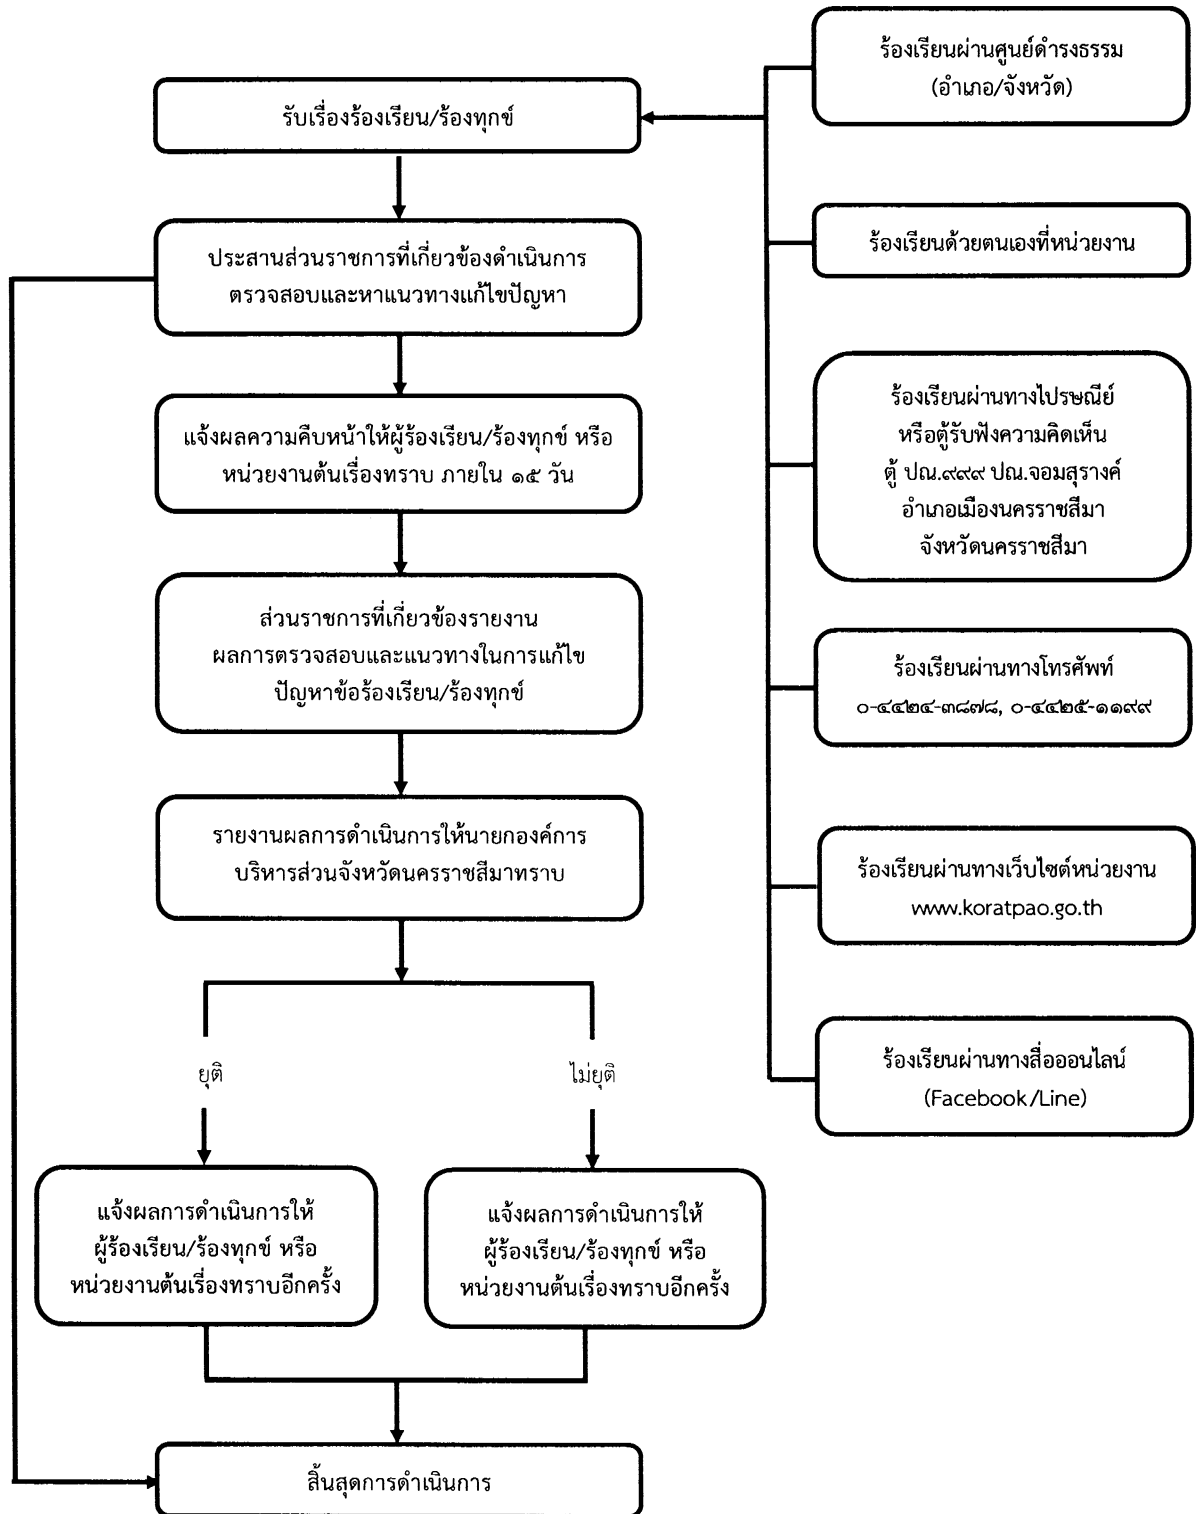 รับเรื่องร้องเรียน/ร้องทุกข์
ประสานส่วนราชการที่เกี่ยวข้องดำเนินการ
ตรวจสอบและหาแนวทางแก้ไขปัญหา
แจ้งผลความคืบหน้าให้ผู้ร้องเรียน/ร้องทุกข์ หรือ
หน่วยงานต้นเรื่องทราบ ภายใน ๑๕ วัน
ส่วนราชการที่เกี่ยวข้องรายงาน
ผลการตรวจสอบและแนวทางในการแก้ไข
ปัญหาข้อร้องเรียน/ร้องทุกข์
รายงานผลการดำเนินการให้นายกองค์การ
บริหารส่วนจังหวัดนครราชสีมาทราบ
ยุติ
ไม่ยุติ
แจ้งผลการดำเนินการให้
ผู้ร้องเรียน/ร้องทุกข์ หรือ
หน่วยงานต้นเรื่องทราบอีกครั้ง
แจ้งผลการดำเนินการให้
ผู้ร้องเรียน/ร้องทุกข์ หรือ
หน่วยงานต้นเรื่องทราบอีกครั้ง
สิ้นสุดการดำเนินการ
ร้องเรียนผ่านศูนย์ดำรงธรรม
(อำเภอ/จังหวัด)
ร้องเรียนด้วยตนเองที่หน่วยงาน
ร้องเรียนผ่านทางไปรษณีย์
หรือตู้รับฟังความคิดเห็น
ตู้ ปณ.๙๙๙ ปณ.จอมสุรางค์
อำเภอเมืองนครราชสีมา
จังหวัดนครราชสีมา
ร้องเรียนผ่านทางโทรศัพท์
๐-๔๔๒๔-๓๘๗๘, ๐-๔๔๒๕-๑๑๙๙
ร้องเรียนผ่านทางเว็บไซต์หน่วยงาน
www.koratpao.go.th
ร้องเรียนผ่านทางสื่อออนไลน์
(Facebook/Line)